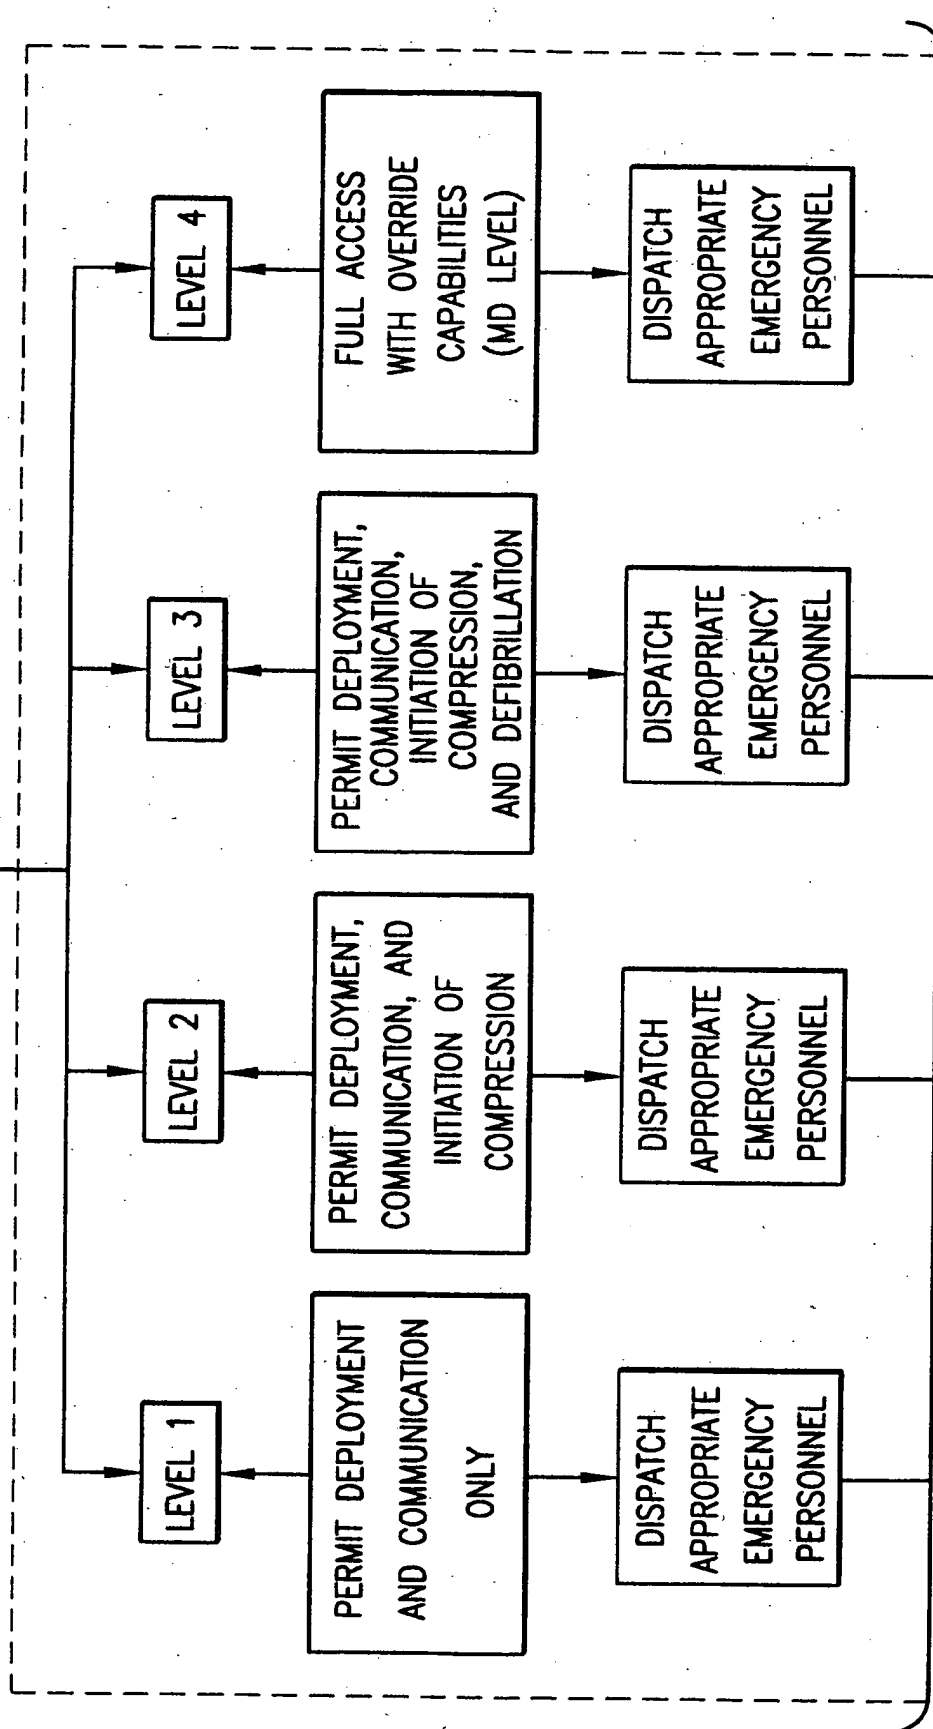 LEVEL 1
PERMIT DEPLOYMENT
AND COMMUNICATION
ONLY
DISPATCH
APPROPRIATE
EMERGENCY
PERSONNEL
LEVEL 2
PERMIT DEPLOYMENT,
COMMUNICATION, AND
INITIATION OF
COMPRESSION
DISPATCH
APPROPRIATE
EMERGENCY
PERSONNEL
LEVEL 3
PERMIT DEPLOYMENT,
COMMUNICATION,
INITIATION OF
COMPRESSION,
AND DEFIBRILLATION
DISPATCH
APPROPRIATE
EMERGENCY
PERSONNEL
LEVEL 4
FULL ACCESS
WITH OVERRIDE
CAPABILITIES
(MD LEVEL)
DISPATCH
APPROPRIATE
EMERGENCY
PERSONNEL